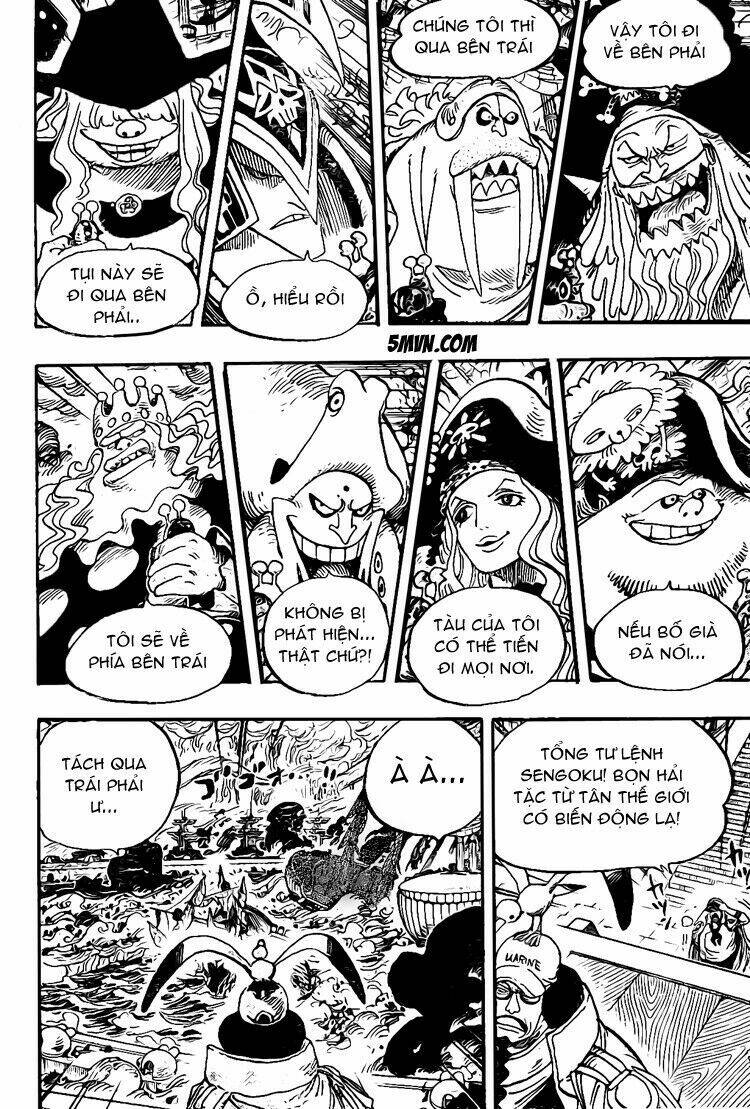 VẬY TÔI ĐI
VỀ BÊN PHẢI
CHÚNG TÔI THÌ
QUA BÊN TRÁI
Ồ, HIỂU RỒI
TỤI NÀY SẼ
ĐI QUA BÊN
PHẢI..
5MVN.COM
NẾU BỐ GIÀ
ĐÃ NÓI...
TÀU CỦA TÔI
CÓ THỂ TIẾN
ĐI MỌI NƠI.
KHÔNG BỊ
PHÁT HIỆN...
THẬT CHỨ?!
TÔI SẼ VỀ
PHÍA BÊN TRÁI
TỔNG TƯ LỆNH
SENGOKU! BỌN HẢI
TẶC TỪ TÂN THẾ GIỚI
CÓ BIẾN ĐỘNG LẠ!
MARINE
À À...
TÁCH QUA
TRÁI PHẢI
Ư...